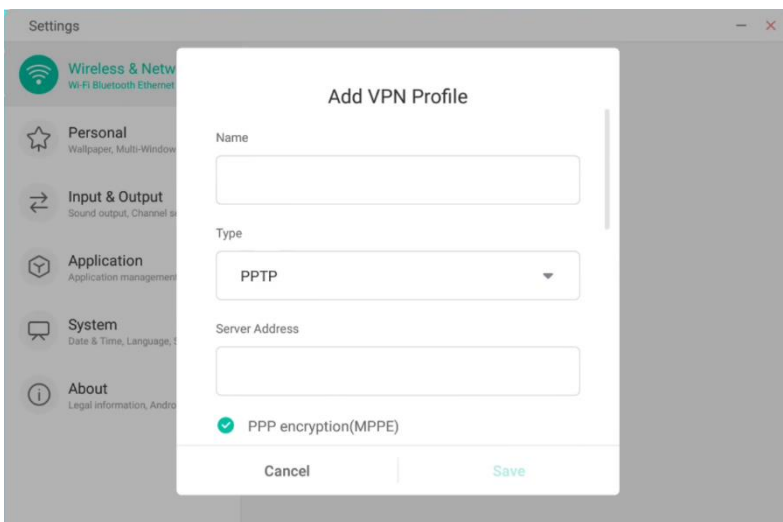 Settings
Wireless & Netw
Wi-Fi Bluetooth Ethernet
Personal
Wallpaper, Multi-Window
Input & Output
Sound output, Channel s
Application
Application management
System
Date & Time, Language,
About
Legal information, Andro
Add VPN Profile
Name
Type
PPTP
Server Address
PPP encryption(MPPE)
Cancel
Save